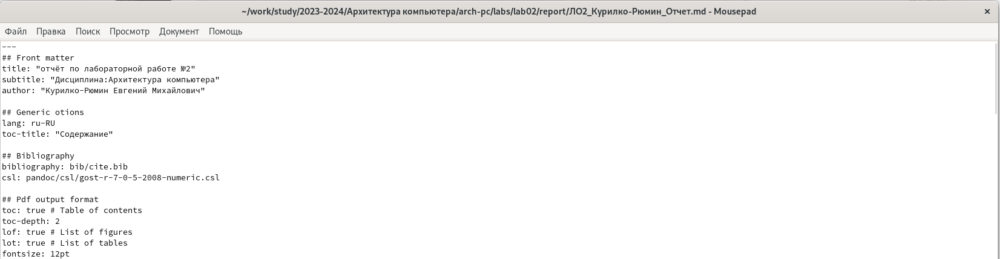 ~/work/study/2023-2024/Архитектура компьютера/arch-pc/labs/lab02/report/ЛО2_Курилко-Рюмин_Отчет.md - Mousepad
Файл Правка Поиск Просмотр Документ Помощь
---
## Front matter
title: "отчёт по лабораторной работе №2"
subtitle: "Дисциплина:Архитектура компьютера"
author: "Курилко-Рюмин Евгений Михайлович"
## Generic otions
lang: ru-RU
toc-title: "Содержание"
## Bibliography
bibliography: bib/cite.bib
csl: pandoc/csl/gost-r-7-0-5-2008-numeric.csl
## Pdf output format
toc: true # Table of contents
toc-depth: 2
lof: true # List of figures
lot: true # List of tables
fontsize: 12pt